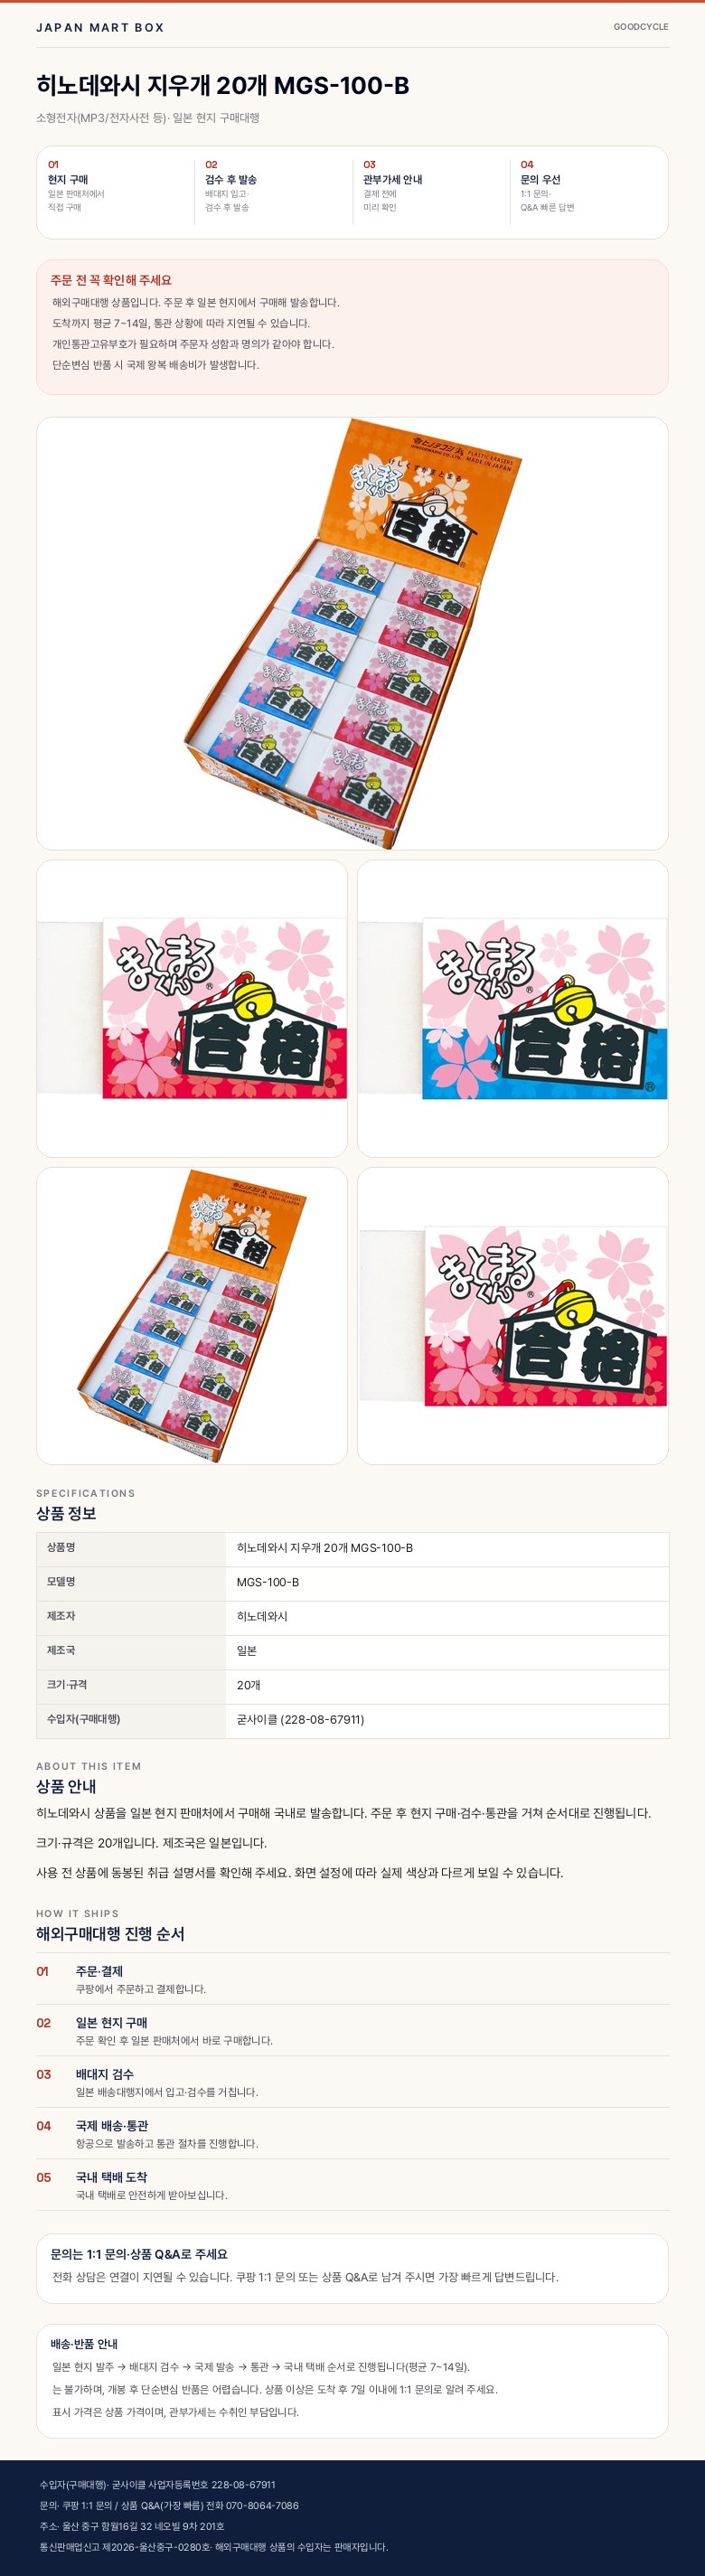 JAPAN MART BOX
GOODCYCLE
히노데와시 지우개 20개 MGS-100-B
소형전자(MP3/전자사전 등)· 일본 현지 구매대행
01
현지 구매
일본 판매처에서
직접 구매
02
검수 후 발송
배대지 입고·
검수 후 발송
03
관부가세 안내
결제 전에
미리 확인
04
문의 우선
1:1 문의·
Q&A 빠른 답변
주문 전 꼭 확인해 주세요
해외구매대행 상품입니다. 주문 후 일본 현지에서 구매해 발송합니다.
도착까지 평균 7~14일, 통관 상황에 따라 지연될 수 있습니다.
개인통관고유부호가 필요하며 주문자 성함과 명의가 같아야 합니다.
단순변심 반품 시 국제 왕복 배송비가 발생합니다.
ヒノデワシ
PLASTIC ERASERS
MADE IN JAPAN
けしくずがまとまる
まとまるくん
合格
MGS-100
まとまるくん®
合格
まとまるくん®
合格
まとまるくん
合格
まとまるくん®
合格
SPECIFICATIONS
상품 정보
상품명 히노데와시 지우개 20개 MGS-100-B
모델명 MGS-100-B
제조자 히노데와시
제조국 일본
크기·규격 20개
수입자(구매대행) 굳사이클 (228-08-67911)
ABOUT THIS ITEM
상품 안내
히노데와시 상품을 일본 현지 판매처에서 구매해 국내로 발송합니다. 주문 후 현지 구매·검수·통관을 거쳐 순서대로 진행됩니다.
크기·규격은 20개입니다. 제조국은 일본입니다.
사용 전 상품에 동봉된 취급 설명서를 확인해 주세요. 화면 설정에 따라 실제 색상과 다르게 보일 수 있습니다.
HOW IT SHIPS
해외구매대행 진행 순서
01 주문·결제
쿠팡에서 주문하고 결제합니다.
02 일본 현지 구매
주문 확인 후 일본 판매처에서 바로 구매합니다.
03 배대지 검수
일본 배송대행지에서 입고·검수를 거칩니다.
04 국제 배송·통관
항공으로 발송하고 통관 절차를 진행합니다.
05 국내 택배 도착
국내 택배로 안전하게 받아보십니다.
문의는 1:1 문의·상품 Q&A로 주세요
전화 상담은 연결이 지연될 수 있습니다. 쿠팡 1:1 문의 또는 상품 Q&A로 남겨 주시면 가장 빠르게 답변드립니다.
배송·반품 안내
일본 현지 발주 → 배대지 검수 → 국제 발송 → 통관 → 국내 택배 순서로 진행됩니다(평균 7~14일).
는 불가하며, 개봉 후 단순변심 반품은 어렵습니다. 상품 이상은 도착 후 7일 이내에 1:1 문의로 알려 주세요.
표시 가격은 상품 가격이며, 관부가세는 수취인 부담입니다.
수입자(구매대행)· 굳사이클 사업자등록번호 228-08-67911
문의· 쿠팡 1:1 문의 / 상품 Q&A(가장 빠름) 전화 070-8064-7086
주소· 울산 중구 함월16길 32 네오빌 9차 201호
통신판매업신고 제2026-울산중구-0280호· 해외구매대행 상품의 수입자는 판매자입니다.